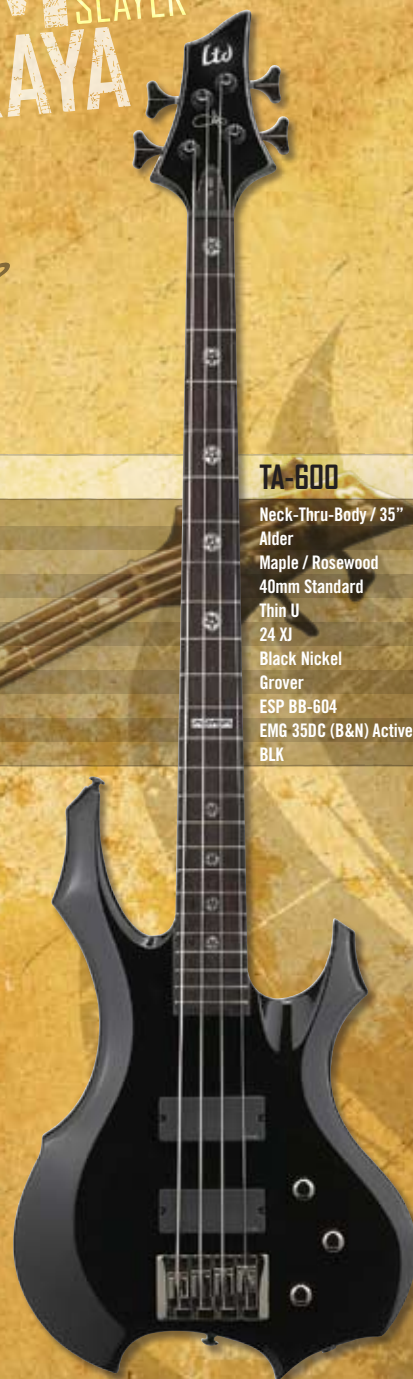 SLAYER
AYA
Ltd
TA-600
Neck-Thru-Body / 35”
Alder
Maple / Rosewood
40mm Standard
Thin U
24 XJ
Black Nickel
Grover
ESP BB-604
EMG 35DC (B&N) Active
BLK